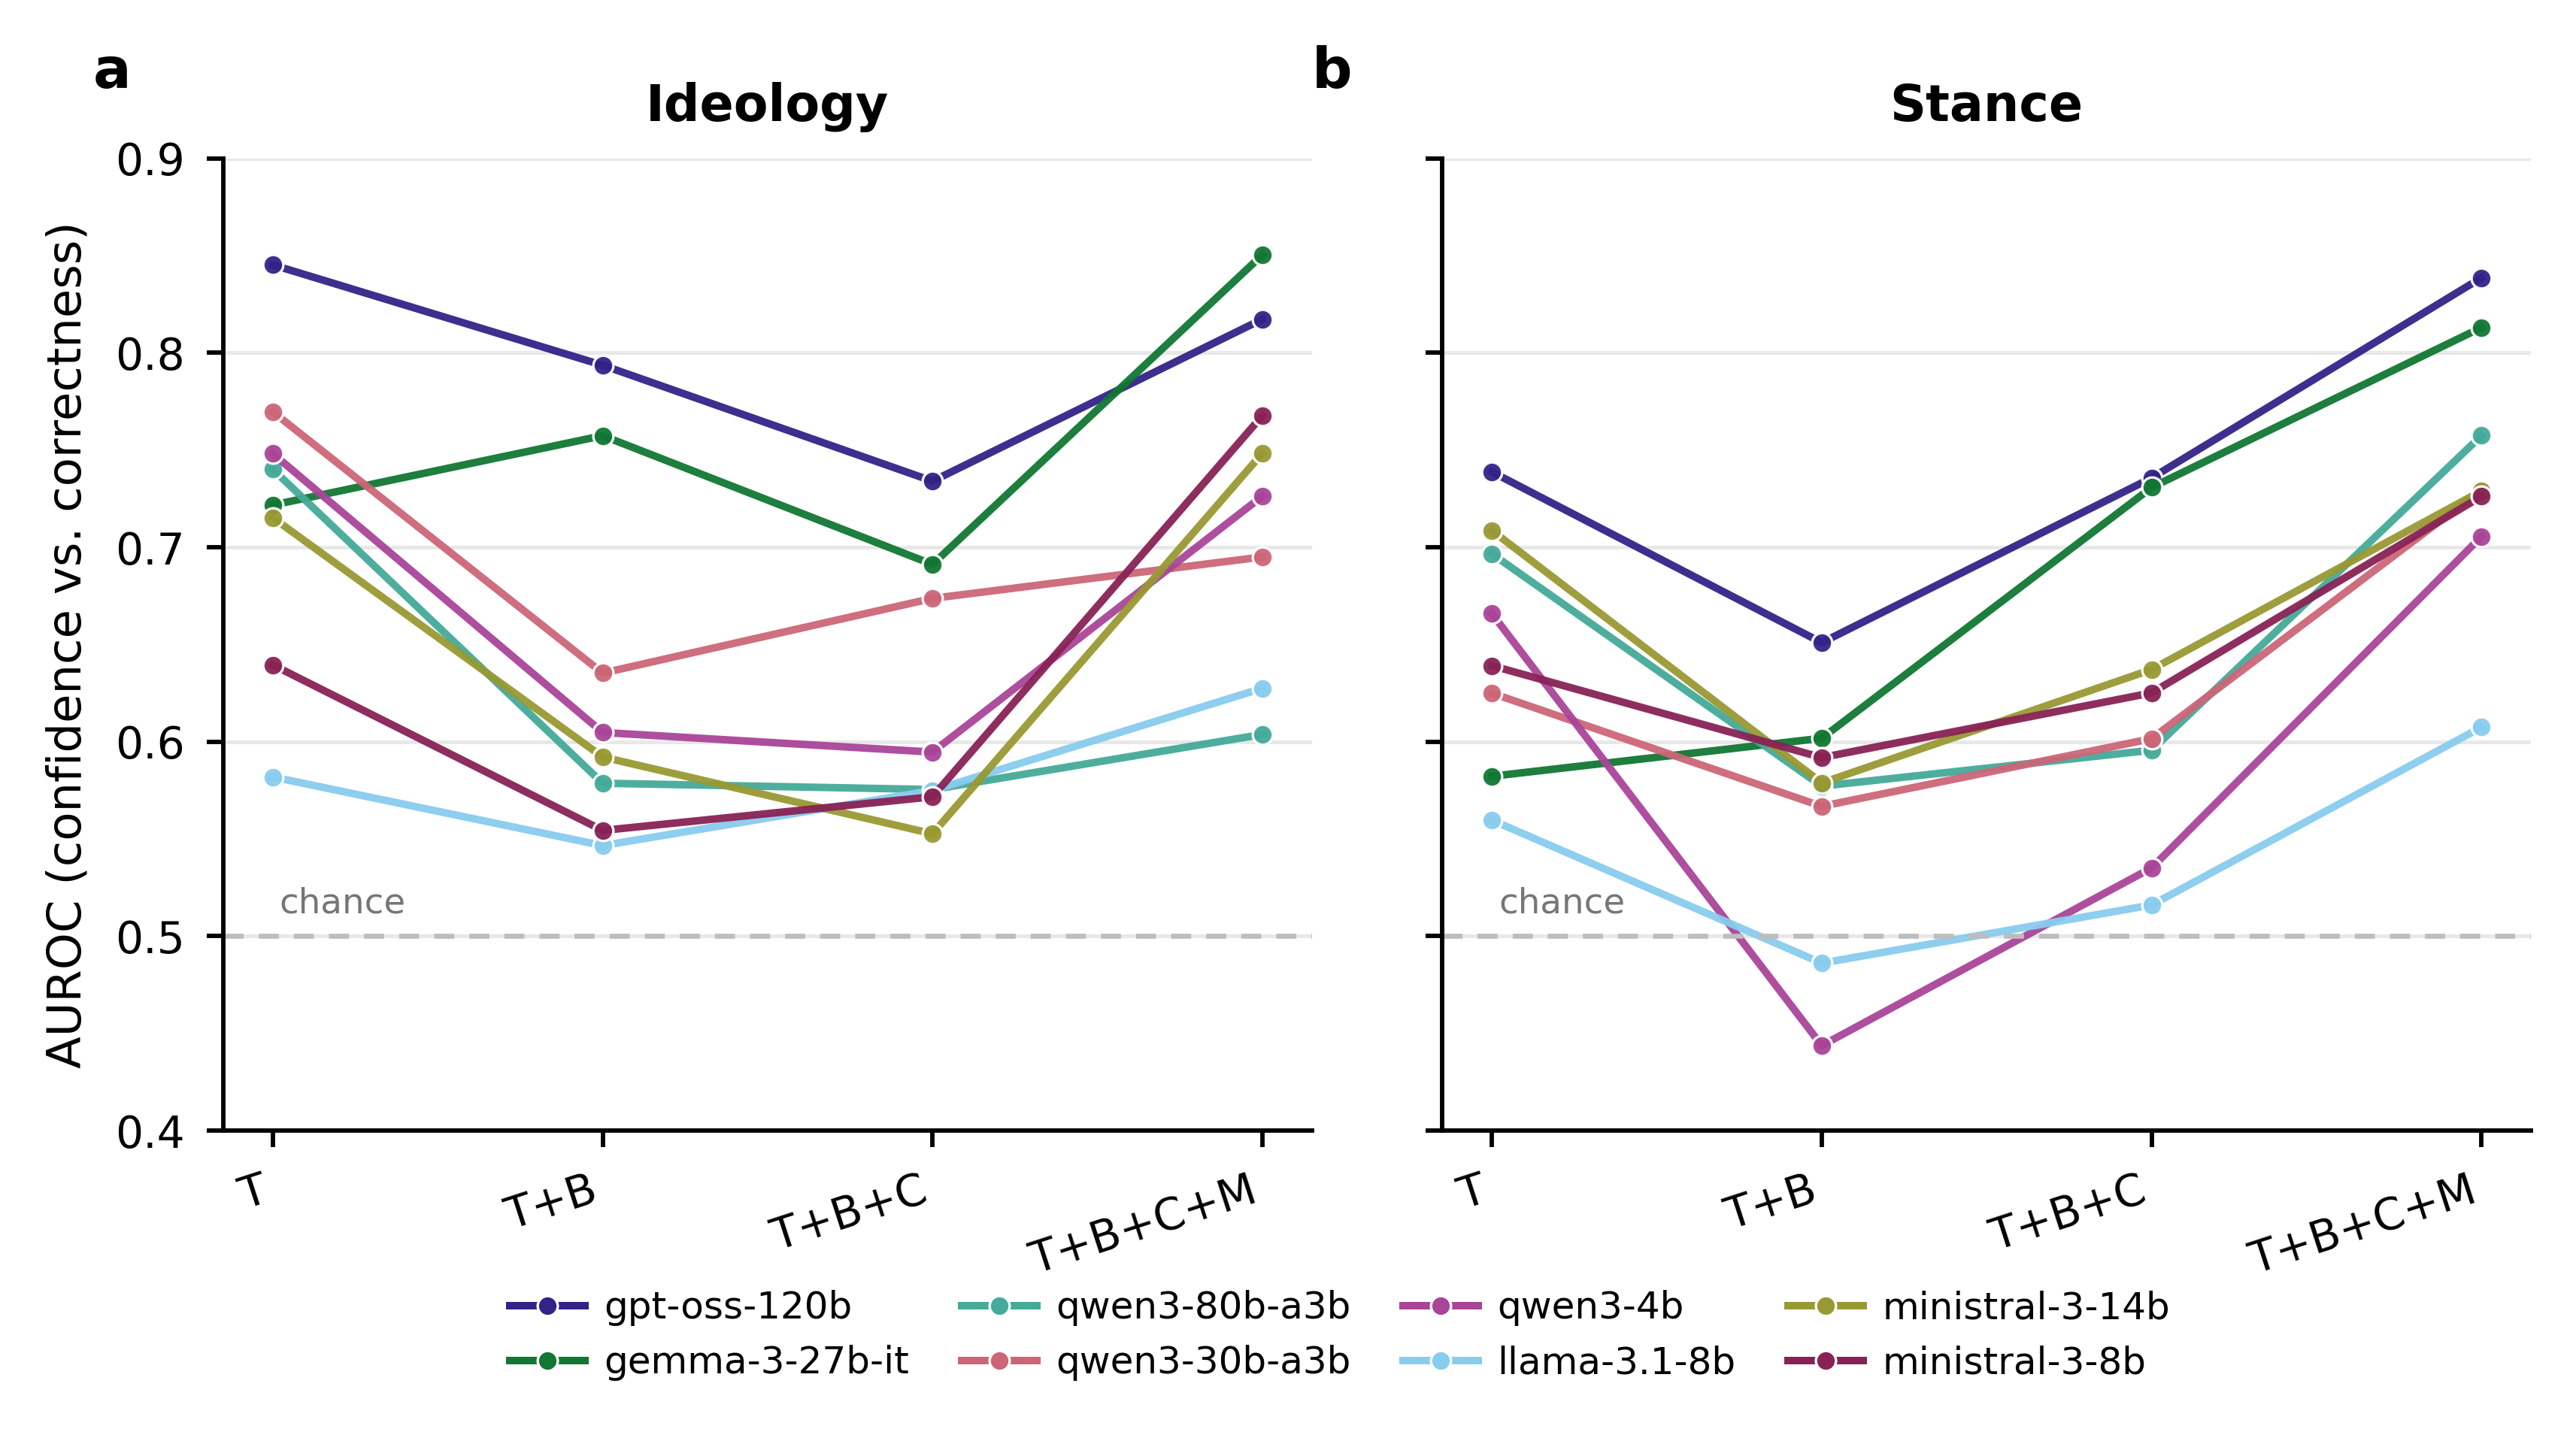 a
b
Ideology
Stance
AUROC (confidence vs. correctness)
0.9
0.8
0.7
0.6
0.5
0.4
chance
chance
T
T+B
T+B+C
T+B+C+M
T
T+B
T+B+C
T+B+C+M
gpt-oss-120b
qwen3-80b-a3b
qwen3-4b
ministral-3-14b
gemma-3-27b-it
qwen3-30b-a3b
llama-3.1-8b
ministral-3-8b